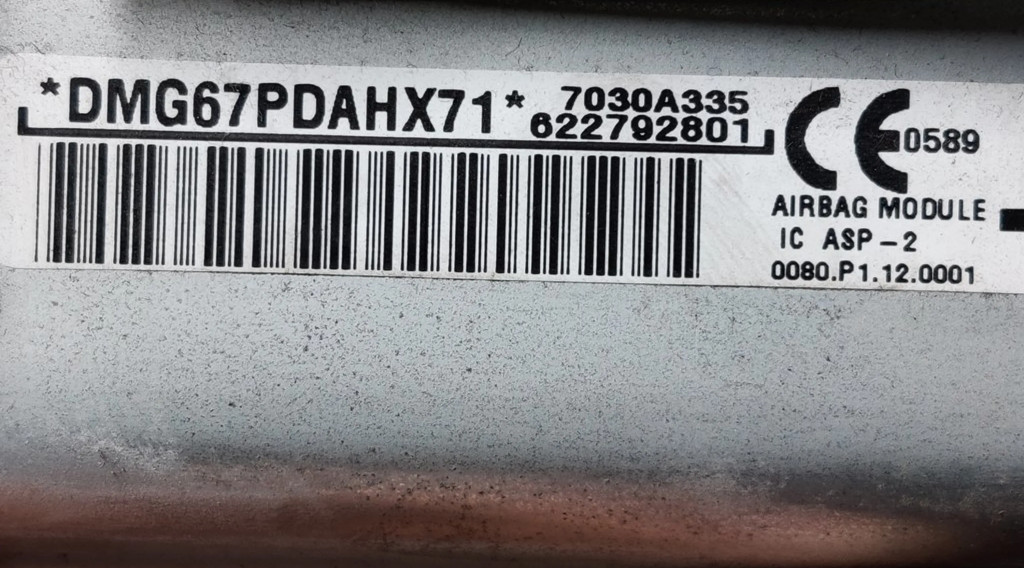 *DMG67PDAHX71*
7030A335
622792801
CE 0589
AIRBAG MODULE
IC ASP-2
0080.P1.12.0001